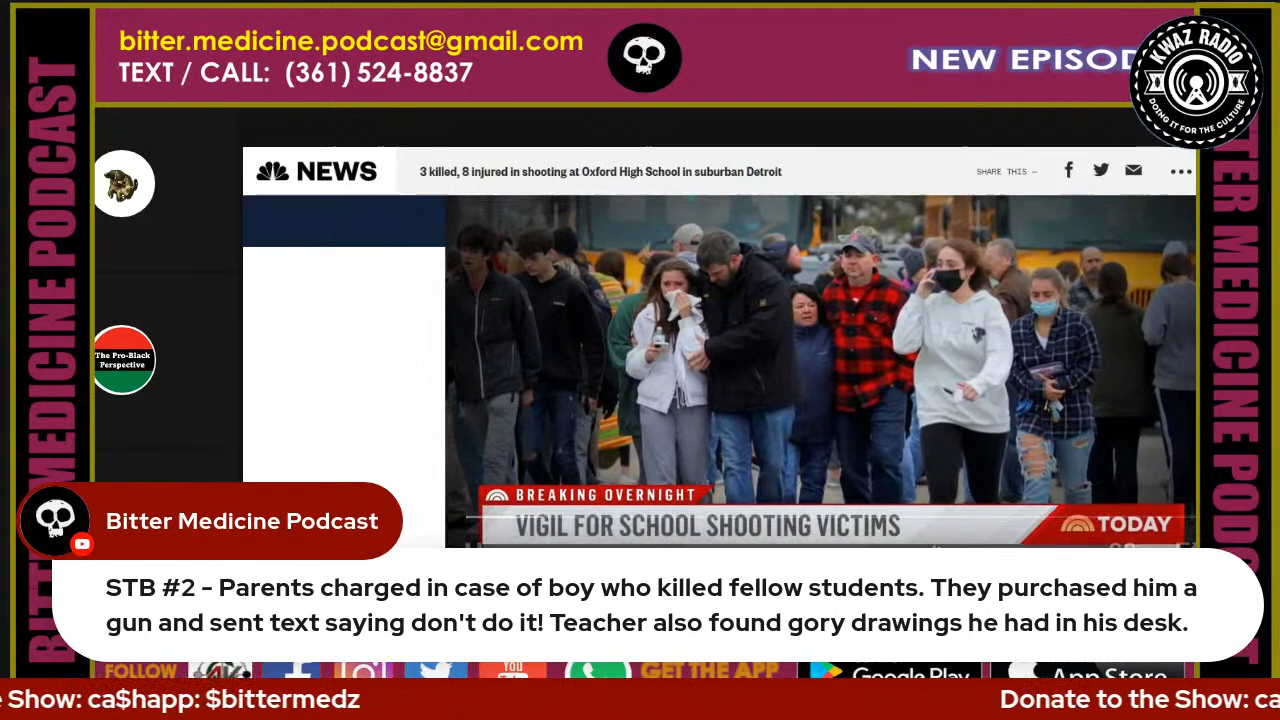 bitter.medicine.podcast@gmail.com
TEXT / CALL: (361) 524-8837
NEW EPISOD
KWAZ RADIO
DOING IT FOR THE CULTURE
BITTER MEDICINE PODCAST
TER MEDICINE PODCAST
NEWS
3 killed, 8 injured in shooting at Oxford High School in suburban Detroit
SHARE THIS –
The Pro-Black
Perspective
BREAKING OVERNIGHT
VIGIL FOR SCHOOL SHOOTING VICTIMS
TODAY
Bitter Medicine Podcast
STB #2 - Parents charged in case of boy who killed fellow students. They purchased him a
gun and sent text saying don't do it! Teacher also found gory drawings he had in his desk.
FOLLOW
You
GET THE APP
Google Play
App Store
e Show: ca$happ: $bittermedz
Donate to the Show: ca